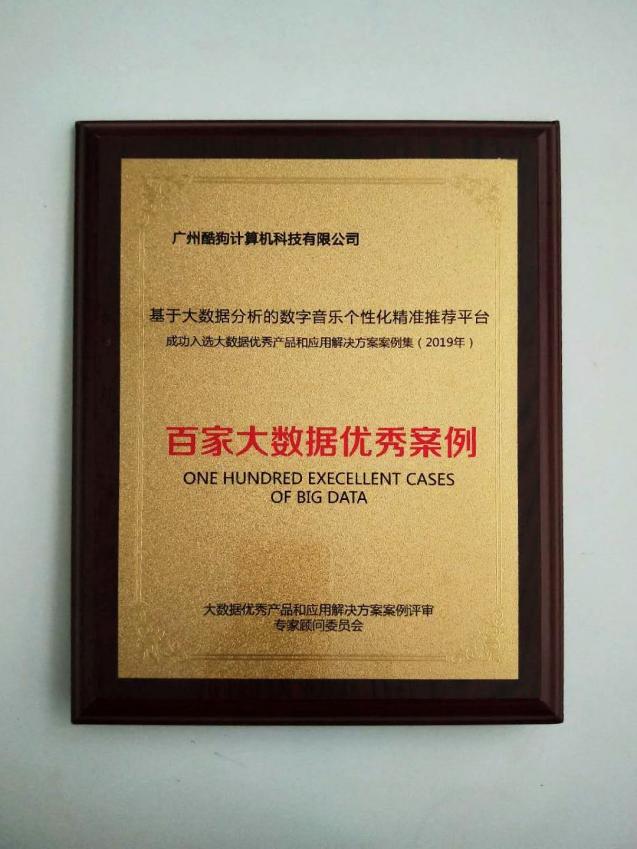 广州酷狗计算机科技有限公司
基于大数据分析的数字音乐个性化精准推荐平台
成功入选大数据优秀产品和应用解决方案案例集（2019年）
百家大数据优秀案例
ONE HUNDRED EXECELLENT CASES
OF BIG DATA
大数据优秀产品和应用解决方案案例评审
专家顾问委员会